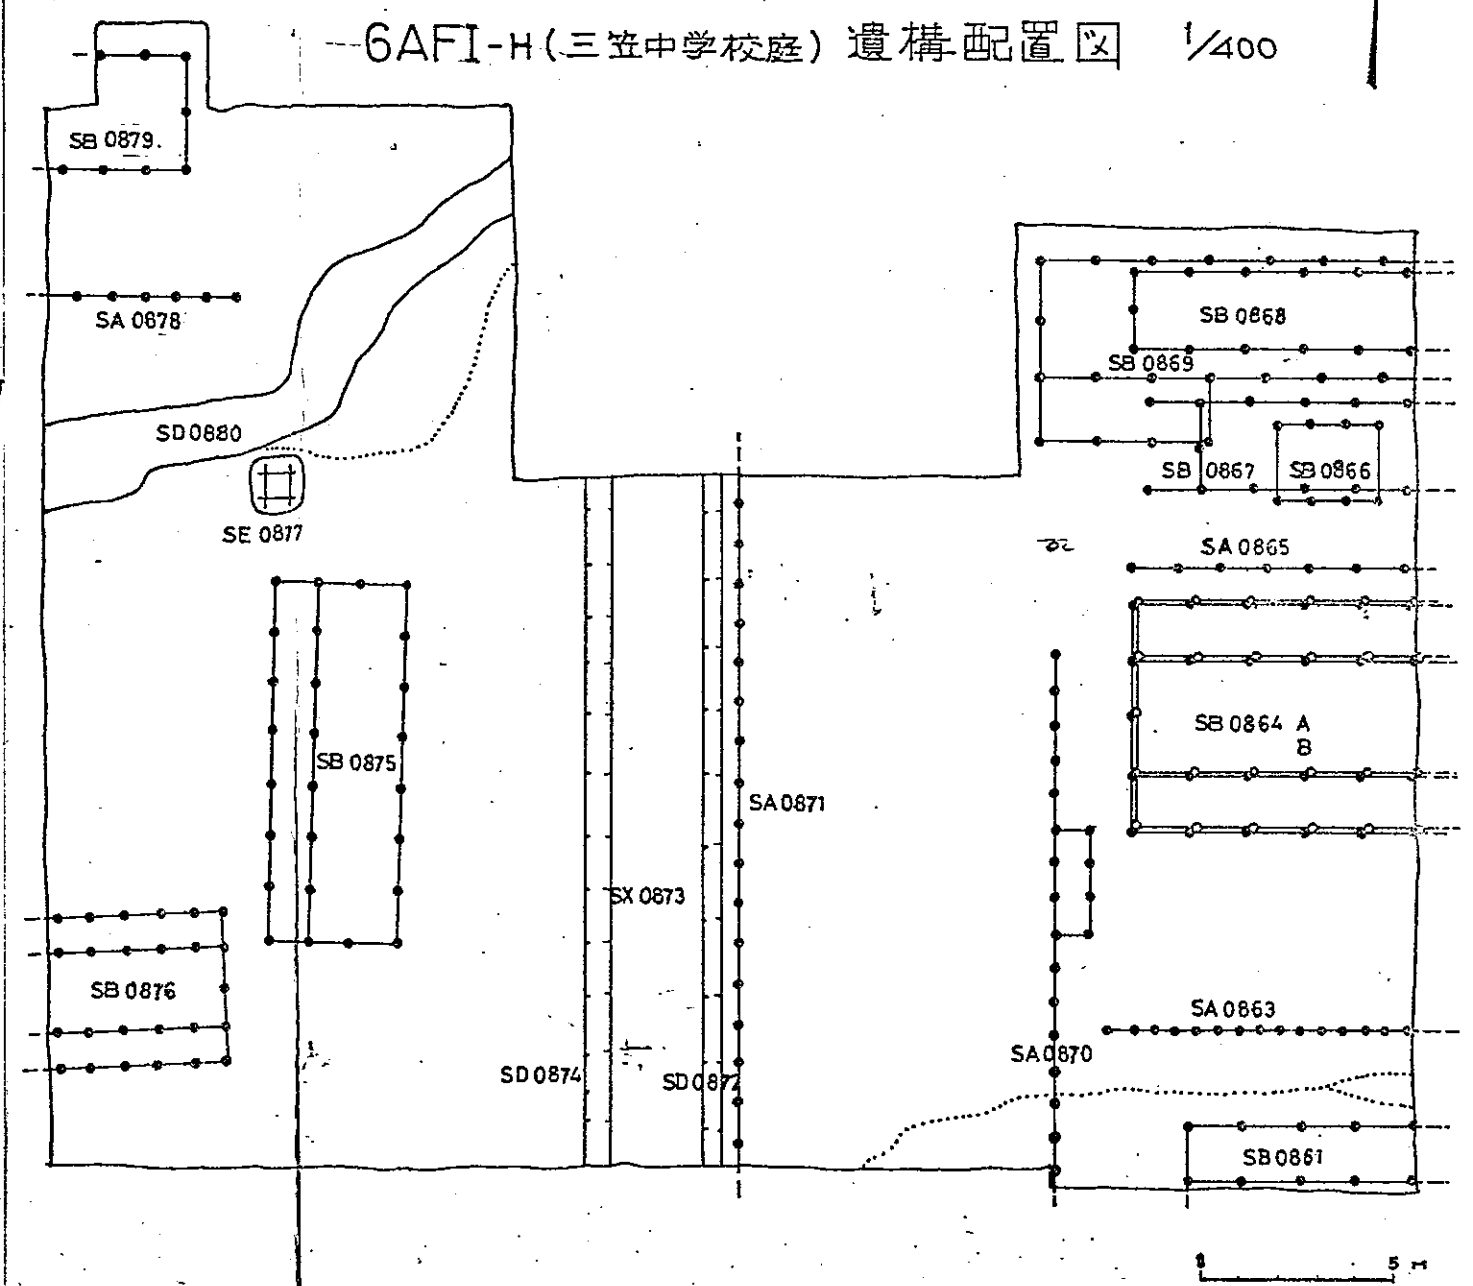 6AFI-H(三笠中学校庭) 遺構配置図 1/400
SB 0879.
SA 0878
SB 0868
SB 0869
SD 0880
SB 0867
SB 0866
SE 0877
SA 0865
SB 0864 A
B
SB 0875
SA 0871
SX 0873
SB 0876
SA 0863
SA 0870
SD 0874
SD 0872
SB 0861
5 M